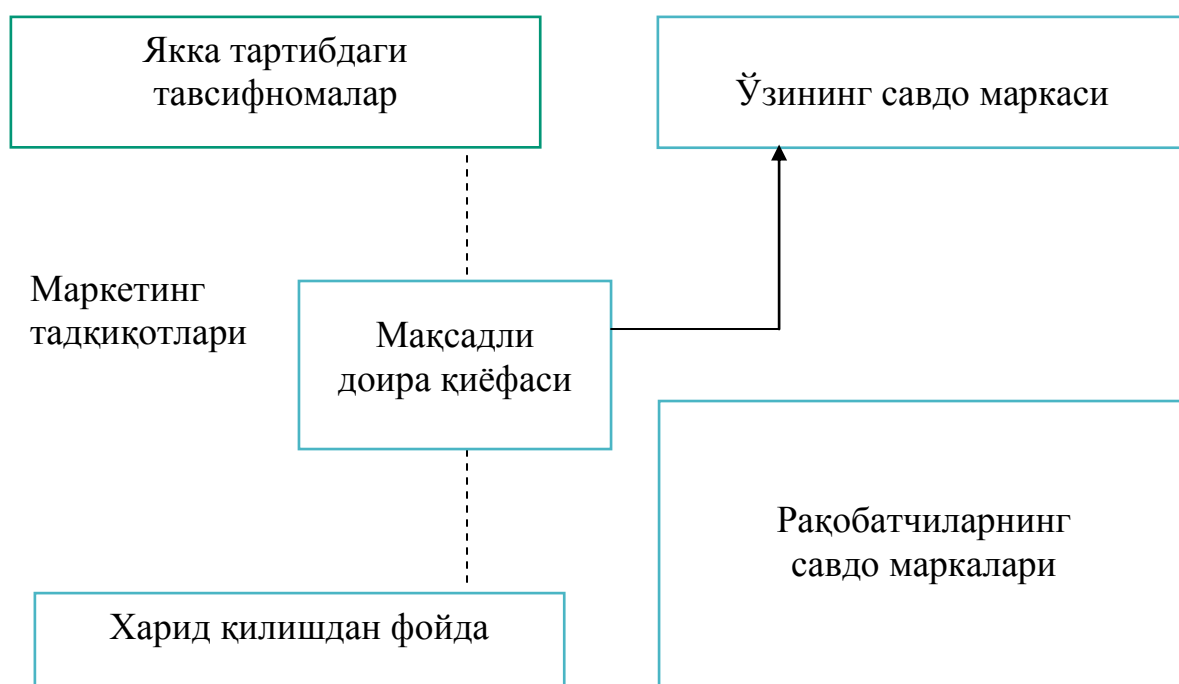 Якка тартибдаги
тавсифномалар
Ўзининг савдо маркаси
Маркетинг
тадқиқотлари
Мақсадли
доира қиёфаси
Рақобатчиларнинг
савдо маркалари
Харид қилишдан фойда